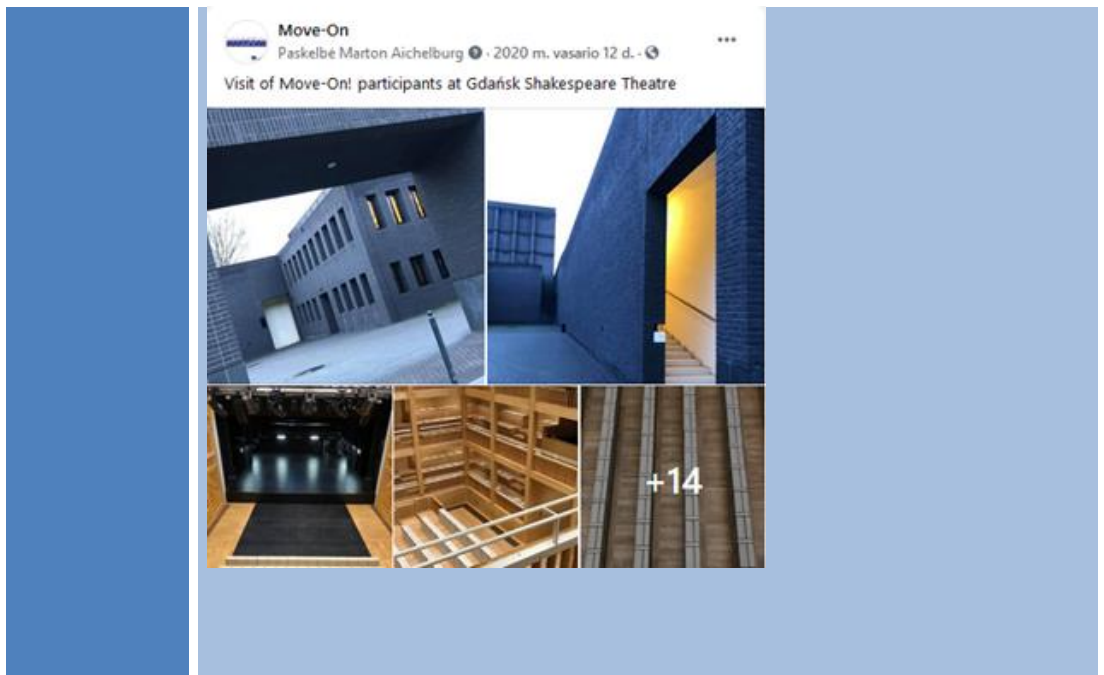 Move-On
Paskelbė Marton Aichelburg · 2020 m. vasario 12 d. ·
Visit of Move-On! participants at Gdańsk Shakespeare Theatre
+14